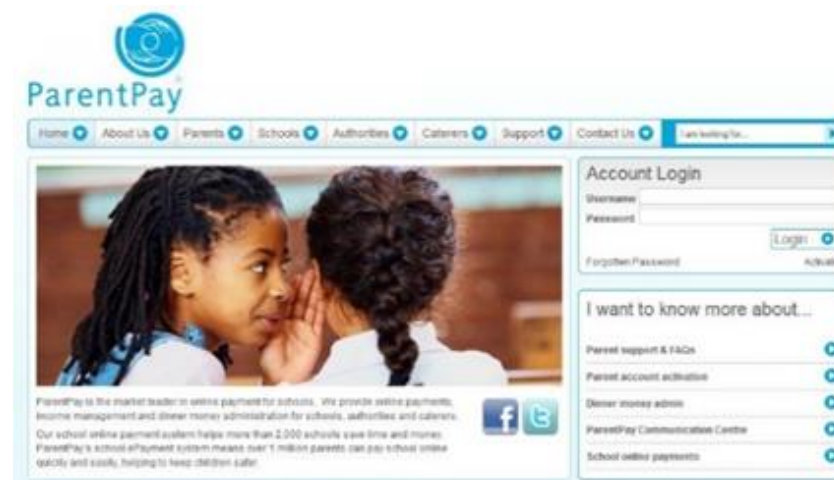 ParentPay
Home About Us Parents Schools Authorities Caterers Support Contact Us I am looking for...
Account Login
Username
Password
Login
Forgotten Password
I want to know more about...
Parent support & FAQs
Parent account activation
Dinner money admin
ParentPay Communication Centre
School online payments
ParentPay is the market leader in online payment for schools. We provide online payments,
income management and dinner money administration for schools, authorities and caterers.
Our school online payment system helps more than 2,000 schools save time and money.
ParentPay's school ePayment system means over 1 million parents can pay school online
quickly and easily, helping to keep children safer.